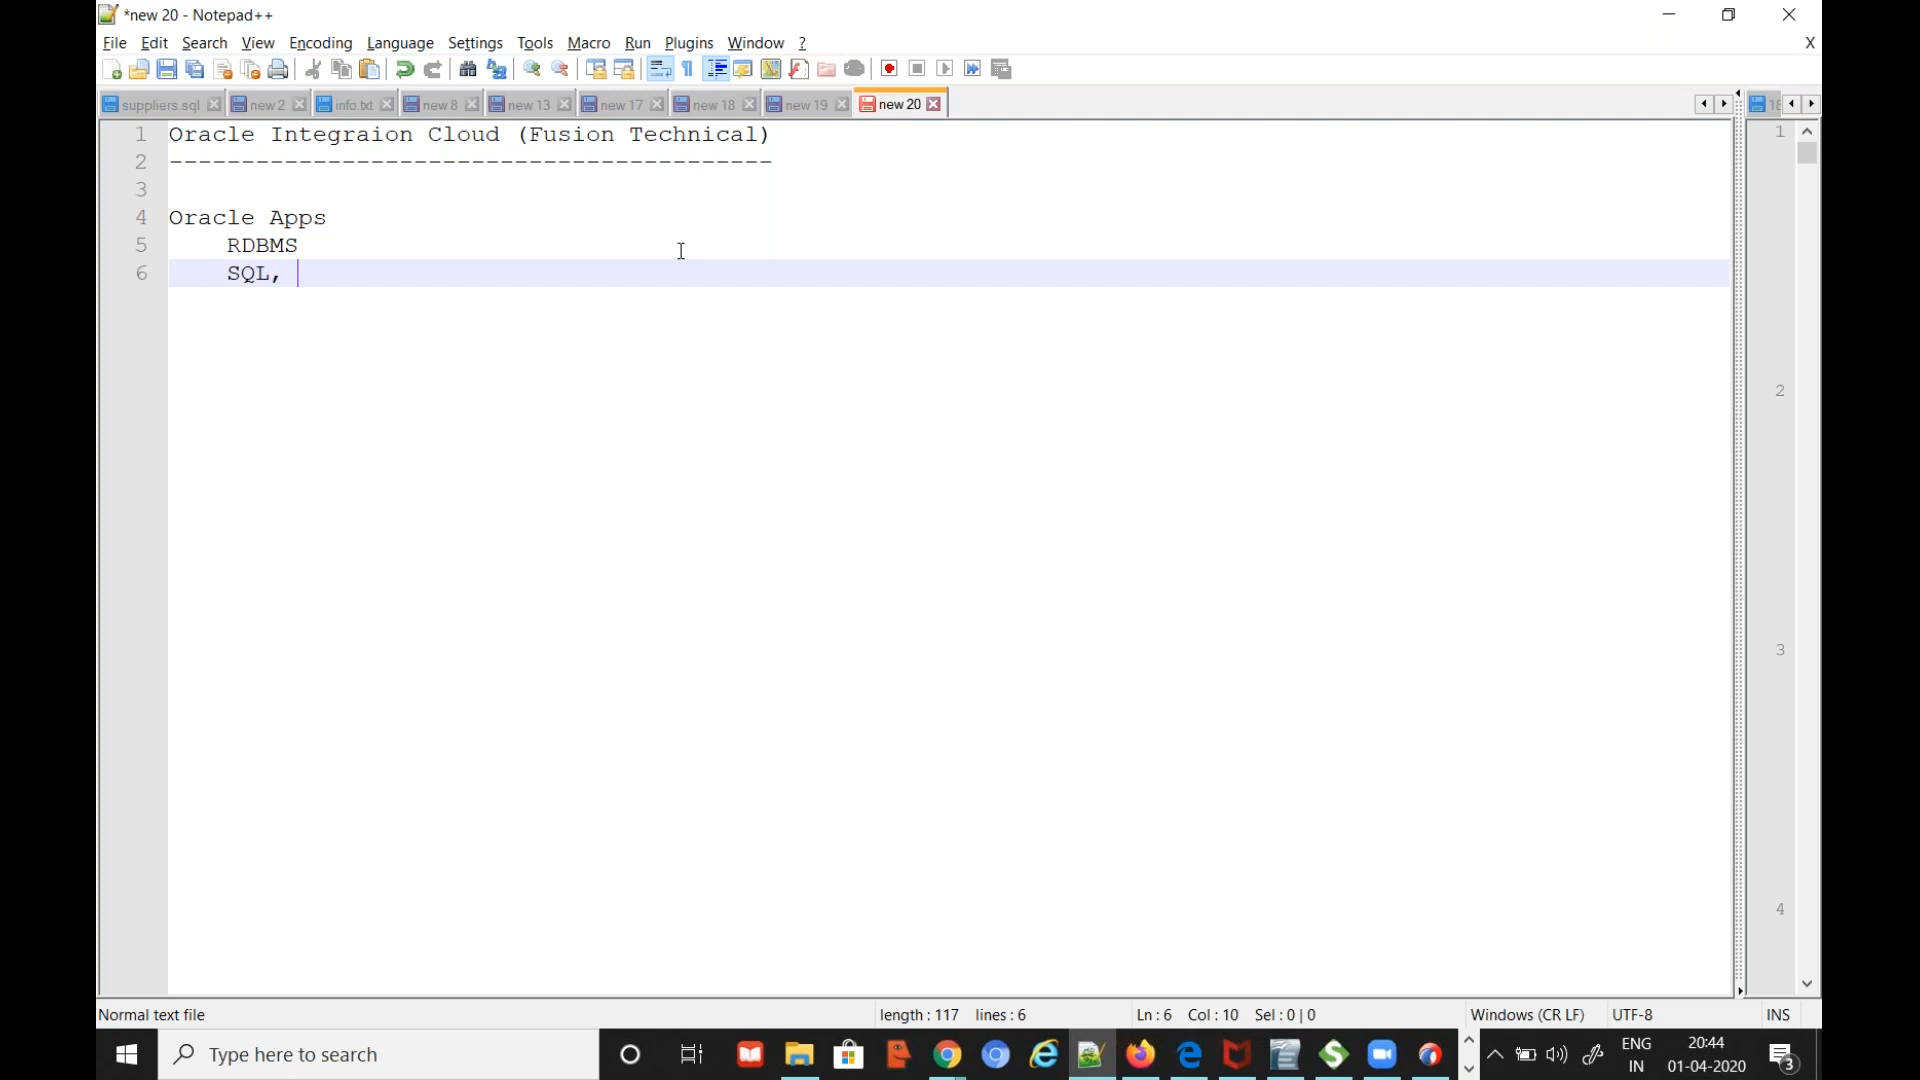 *new 20 - Notepad++
File Edit Search View Encoding Language Settings Tools Macro Run Plugins Window ?
X
suppliers.sql new 2 info.txt new 8 new 13 new 17 new 18 new 19 new 20
1 Oracle Integraion Cloud (Fusion Technical)
2 ------------------------------------------
3
4 Oracle Apps
5 RDBMS
6 SQL,
1
2
3
4
Normal text file length : 117 lines : 6 Ln : 6 Col : 10 Sel : 0 | 0 Windows (CR LF) UTF-8 INS
Type here to search
ENG
IN
20:44
01-04-2020
3